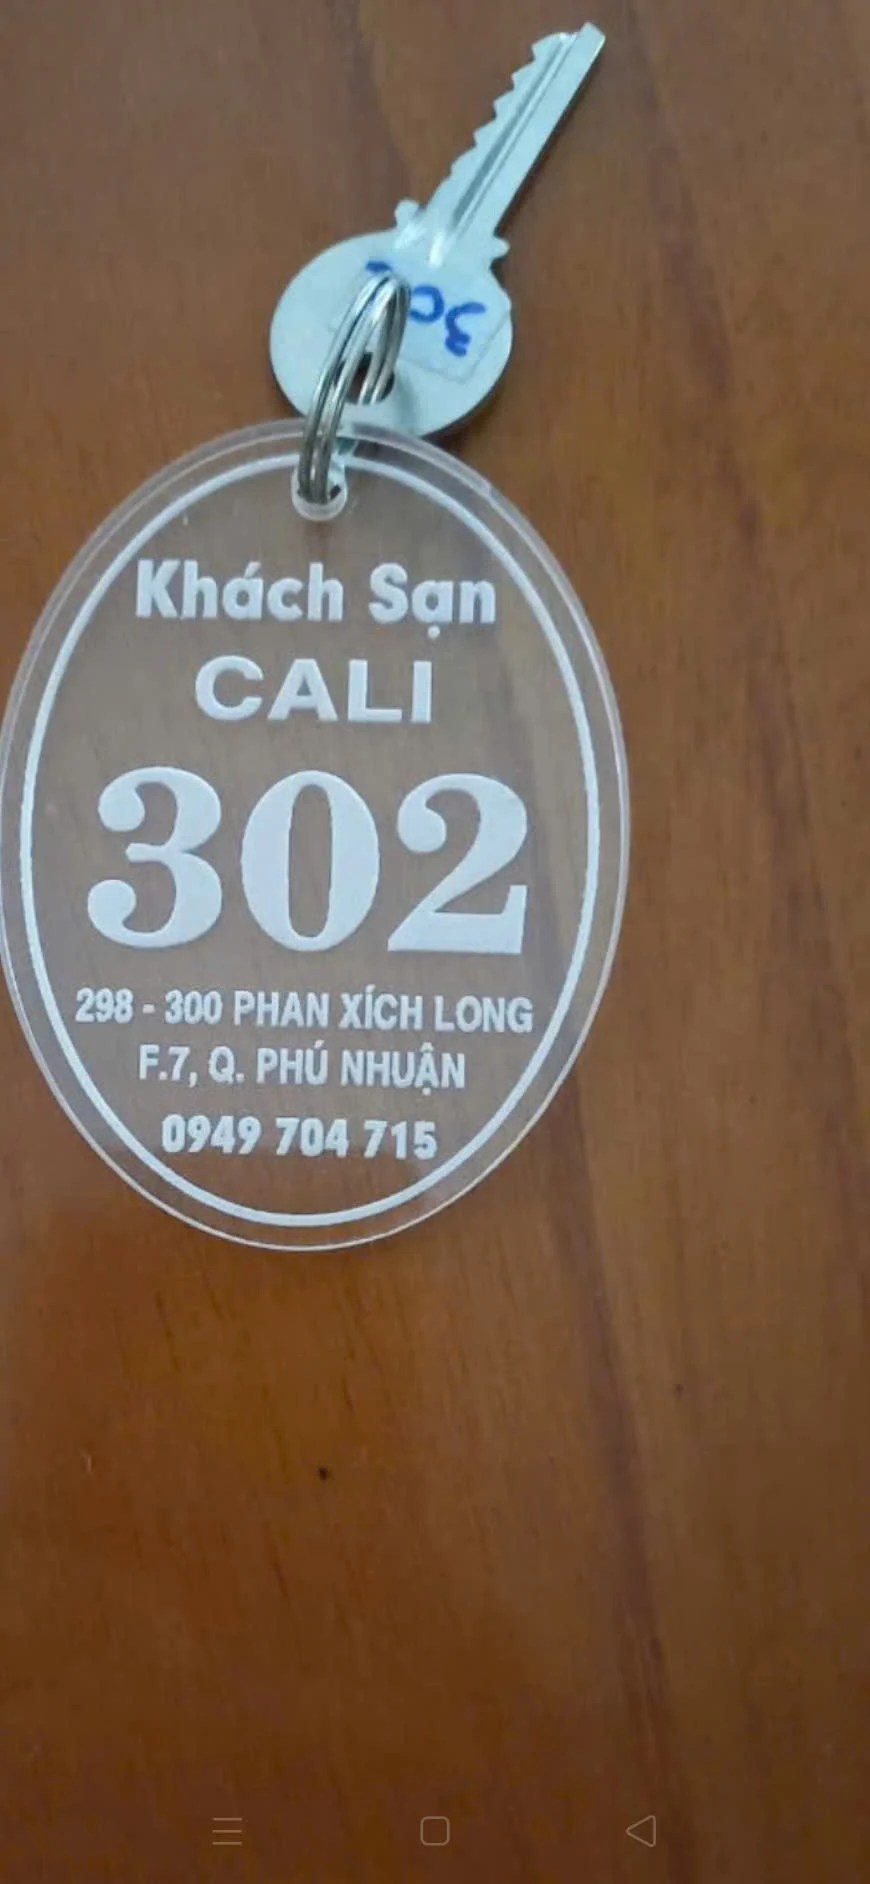 302
Khách Sạn
CALI
302
298 - 300 PHAN XÍCH LONG
F.7, Q. PHÚ NHUẬN
0949 704 715